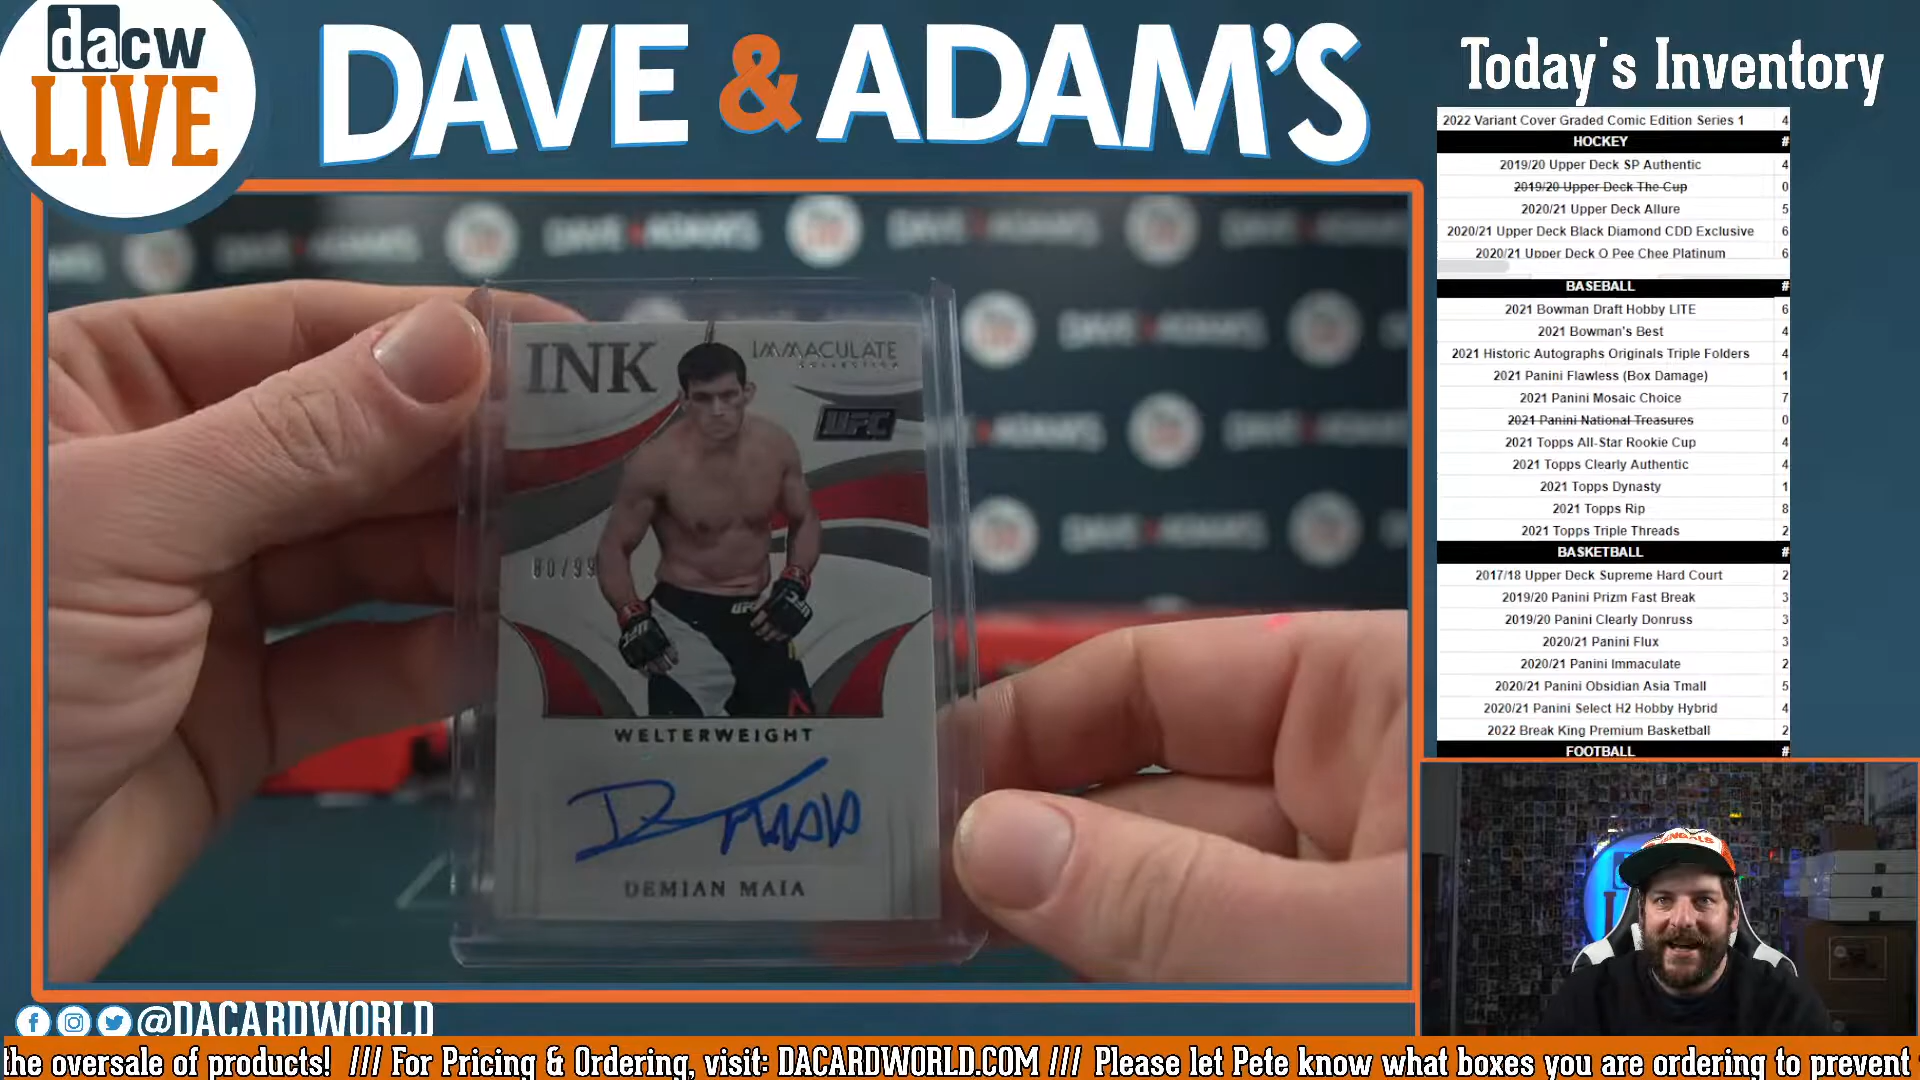 dacw
LIVE
DAVE & ADAM'S
Today's Inventory
2022 Variant Cover Graded Comic Edition Series 1 4
HOCKEY #
2019/20 Upper Deck SP Authentic 4
2019/20 Upper Deck The Cup 0
2020/21 Upper Deck Allure 5
2020/21 Upper Deck Black Diamond CDD Exclusive 6
2020/21 Upper Deck O Pee Chee Platinum 6
BASEBALL #
2021 Bowman Draft Hobby LITE 6
2021 Bowman's Best 4
2021 Historic Autographs Originals Triple Folders 4
2021 Panini Flawless (Box Damage) 1
2021 Panini Mosaic Choice 7
2021 Panini National Treasures 0
2021 Topps All-Star Rookie Cup 4
2021 Topps Clearly Authentic 4
2021 Topps Dynasty 1
2021 Topps Rip 8
2021 Topps Triple Threads 2
BASKETBALL #
2017/18 Upper Deck Supreme Hard Court 2
2019/20 Panini Prizm Fast Break 3
2019/20 Panini Clearly Donruss 3
2020/21 Panini Flux 3
2020/21 Panini Immaculate 2
2020/21 Panini Obsidian Asia Tmall 5
2020/21 Panini Select H2 Hobby Hybrid 4
2022 Break King Premium Basketball 2
FOOTBALL #
DAVE & ADAM'S
INK
IMMACULATE
COLLECTION
UFC
80/99
UFC
WELTERWEIGHT
DEMIAN MAIA
BENGALS
@DACARDWORLD
the oversale of products! /// For Pricing & Ordering, visit: DACARDWORLD.COM /// Please let Pete know what boxes you are ordering to prevent